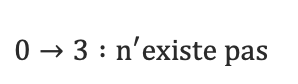 0 → 3 : n′existe pas